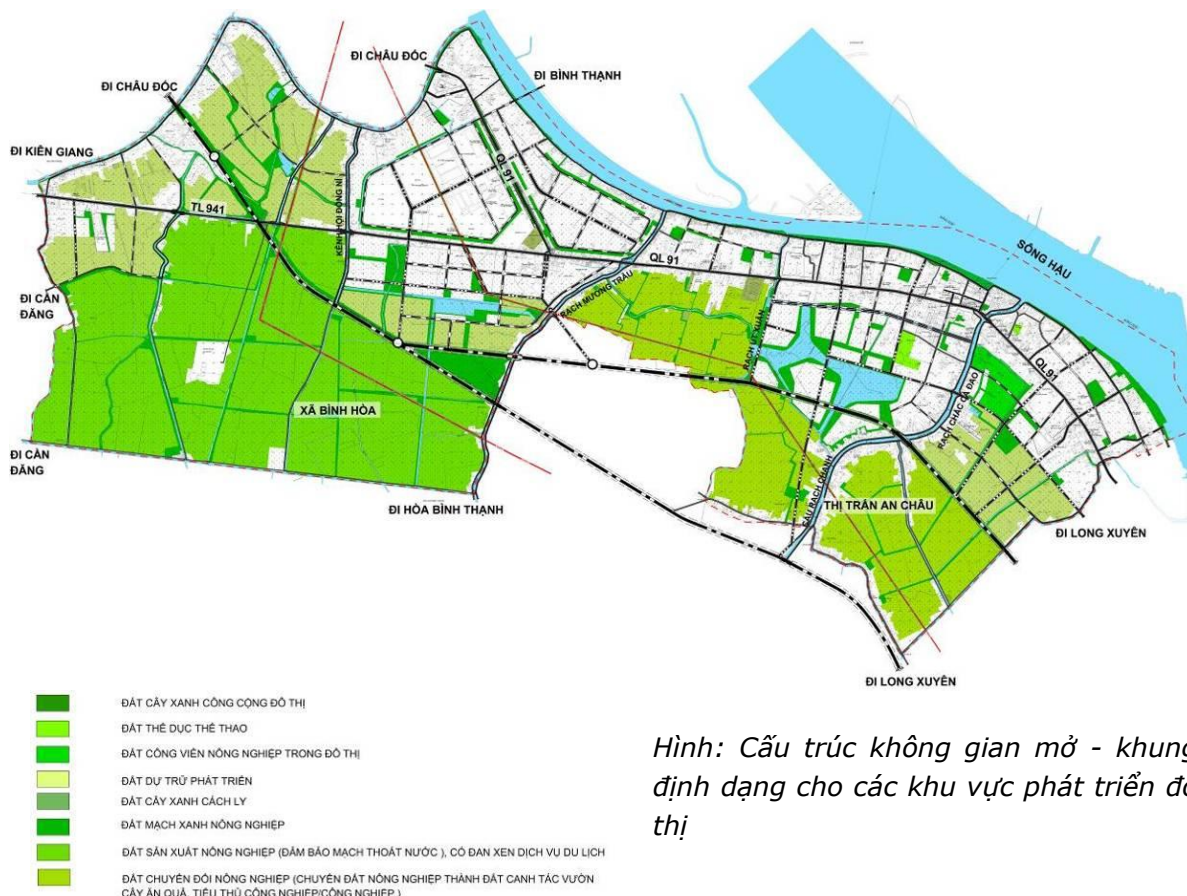 ĐI CHÂU ĐỐC
ĐI CHÂU ĐỐC
ĐI BÌNH THẠNH
ĐI KIÊN GIANG
QL 91
TL 941
KÊNH HỘI ĐỒNG NỈ
QL 91
SÔNG HẬU
RẠCH MƯƠNG TRÂU
ĐI CẦN
ĐĂNG
QL 91
XÃ BÌNH HÒA
ĐI CẦN
ĐĂNG
ĐI HÒA BÌNH THẠNH
THỊ TRẤN AN CHÂU
ĐI LONG XUYÊN
ĐI LONG XUYÊN
ĐẤT CÂY XANH CÔNG CỘNG ĐÔ THỊ
ĐẤT THỂ DỤC THỂ THAO
ĐẤT CÔNG VIÊN NÔNG NGHIỆP TRONG ĐÔ THỊ
ĐẤT DỰ TRỮ PHÁT TRIỂN
ĐẤT CÂY XANH CÁCH LY
ĐẤT MẠCH XANH NÔNG NGHIỆP
ĐẤT SẢN XUẤT NÔNG NGHIỆP (ĐẢM BẢO MẠCH THOÁT NƯỚC ), CÓ ĐAN XEN DỊCH VỤ DU LỊCH
ĐẤT CHUYỂN ĐỔI NÔNG NGHIỆP (CHUYỂN ĐẤT NÔNG NGHIỆP THÀNH ĐẤT CANH TÁC VƯỜN
CÂY ĂN QUẢ, TIỂU THỦ CÔNG NGHIỆP/CÔNG NGHIỆP )
Hình: Cấu trúc không gian mở - khung
định dạng cho các khu vực phát triển đô
thị